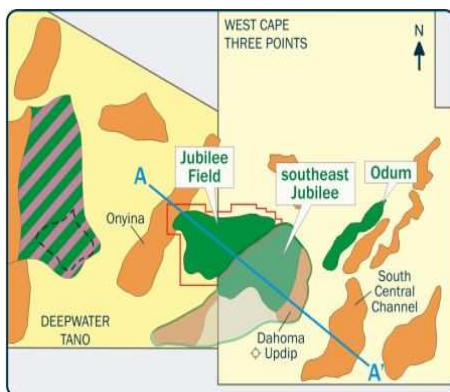 WEST CAPE
THREE POINTS
N
A
Jubilee
Field
southeast
Jubilee
Odum
Onyina
South
Central
Channel
DEEPWATER
TANO
Dahoma
Updip
A'